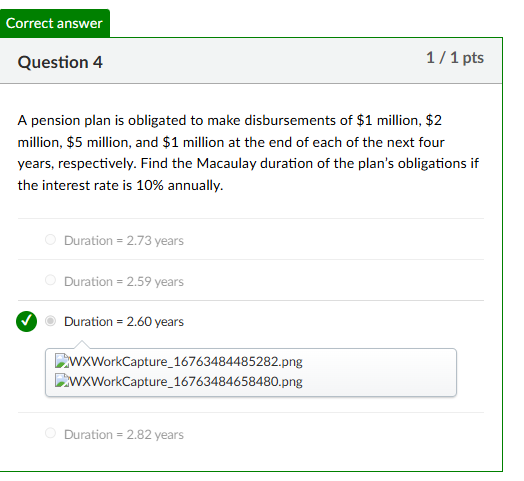 Correct answer
Question 4
1 / 1 pts
A pension plan is obligated to make disbursements of $1 million, $2
million, $5 million, and $1 million at the end of each of the next four
years, respectively. Find the Macaulay duration of the plan's obligations if
the interest rate is 10% annually.
Duration = 2.73 years
Duration = 2.59 years
Duration = 2.60 years
WXWorkCapture_16763484485282.png
WXWorkCapture_16763484658480.png
Duration = 2.82 years